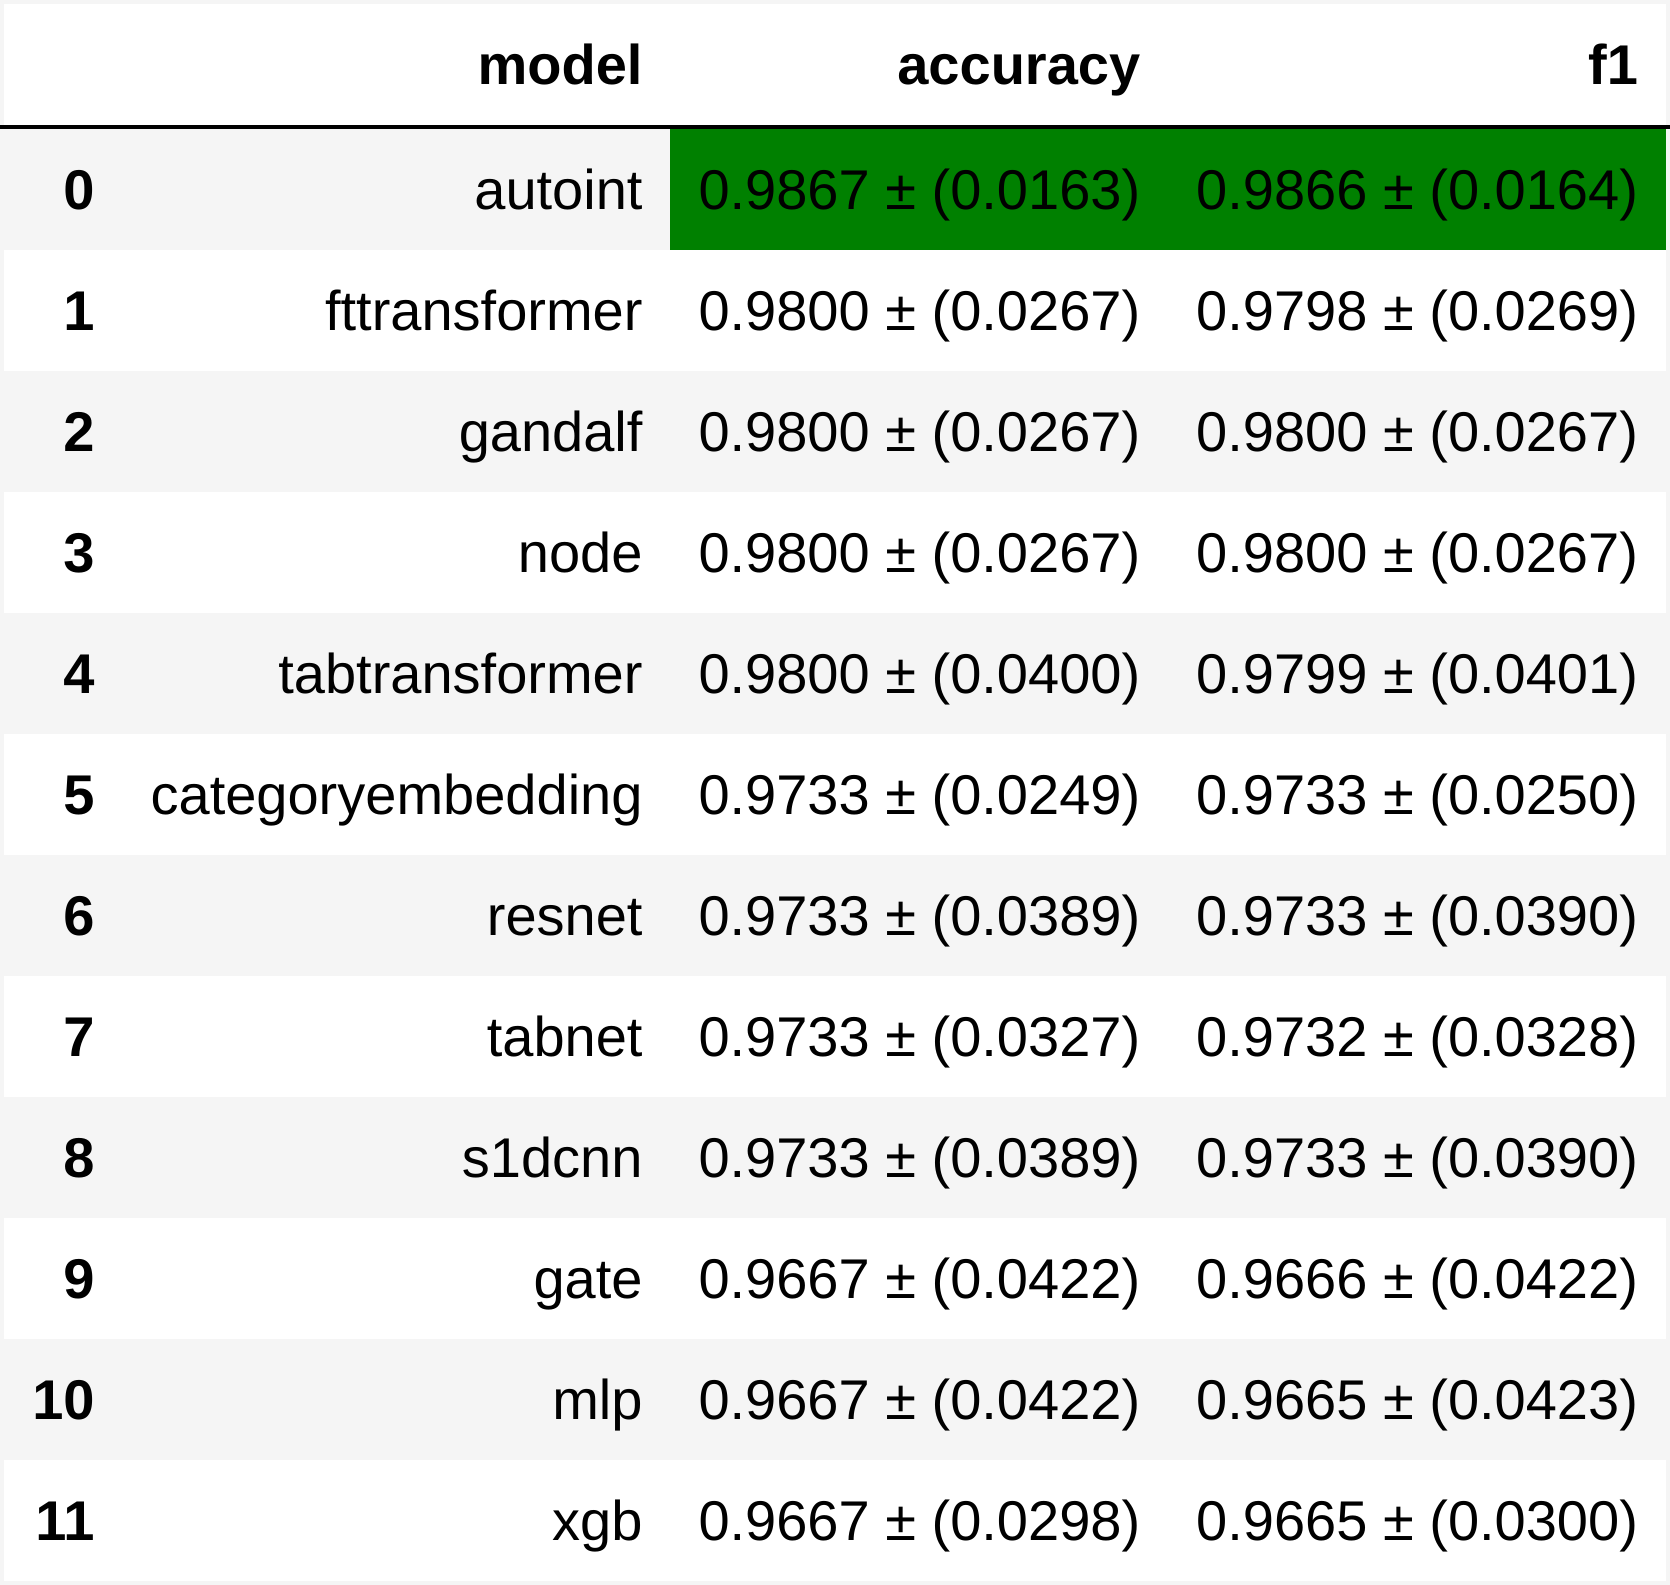 model accuracy f1
0 autoint 0.9867 ± (0.0163) 0.9866 ± (0.0164)
1 fttransformer 0.9800 ± (0.0267) 0.9798 ± (0.0269)
2 gandalf 0.9800 ± (0.0267) 0.9800 ± (0.0267)
3 node 0.9800 ± (0.0267) 0.9800 ± (0.0267)
4 tabtransformer 0.9800 ± (0.0400) 0.9799 ± (0.0401)
5 categoryembedding 0.9733 ± (0.0249) 0.9733 ± (0.0250)
6 resnet 0.9733 ± (0.0389) 0.9733 ± (0.0390)
7 tabnet 0.9733 ± (0.0327) 0.9732 ± (0.0328)
8 s1dcnn 0.9733 ± (0.0389) 0.9733 ± (0.0390)
9 gate 0.9667 ± (0.0422) 0.9666 ± (0.0422)
10 mlp 0.9667 ± (0.0422) 0.9665 ± (0.0423)
11 xgb 0.9667 ± (0.0298) 0.9665 ± (0.0300)